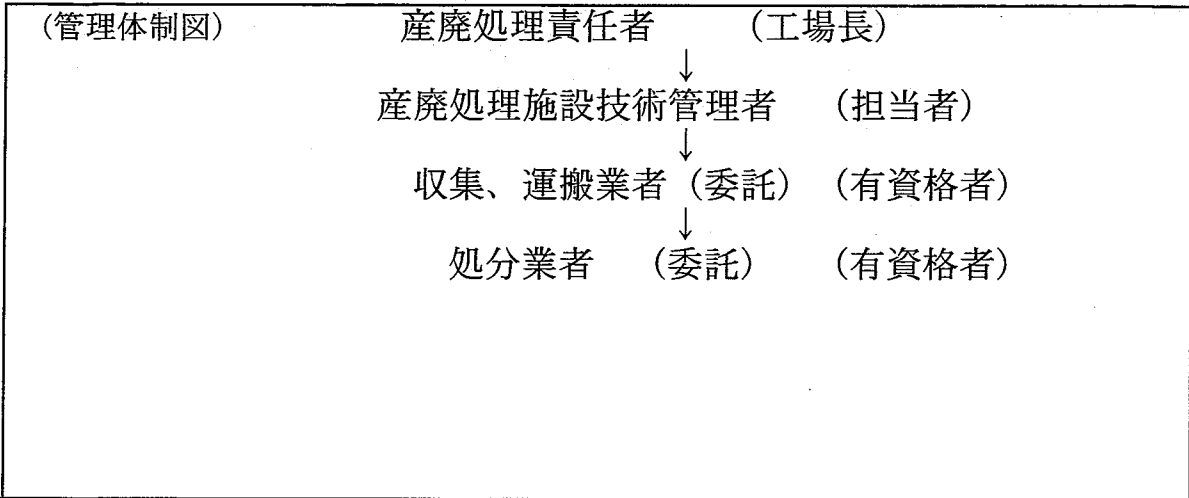 (管理体制図) 産廃処理責任者 (工場長)
↓
産廃処理施設技術管理者 (担当者)
↓
収集、運搬業者 (委託) (有資格者)
↓
処分業者 (委託) (有資格者)